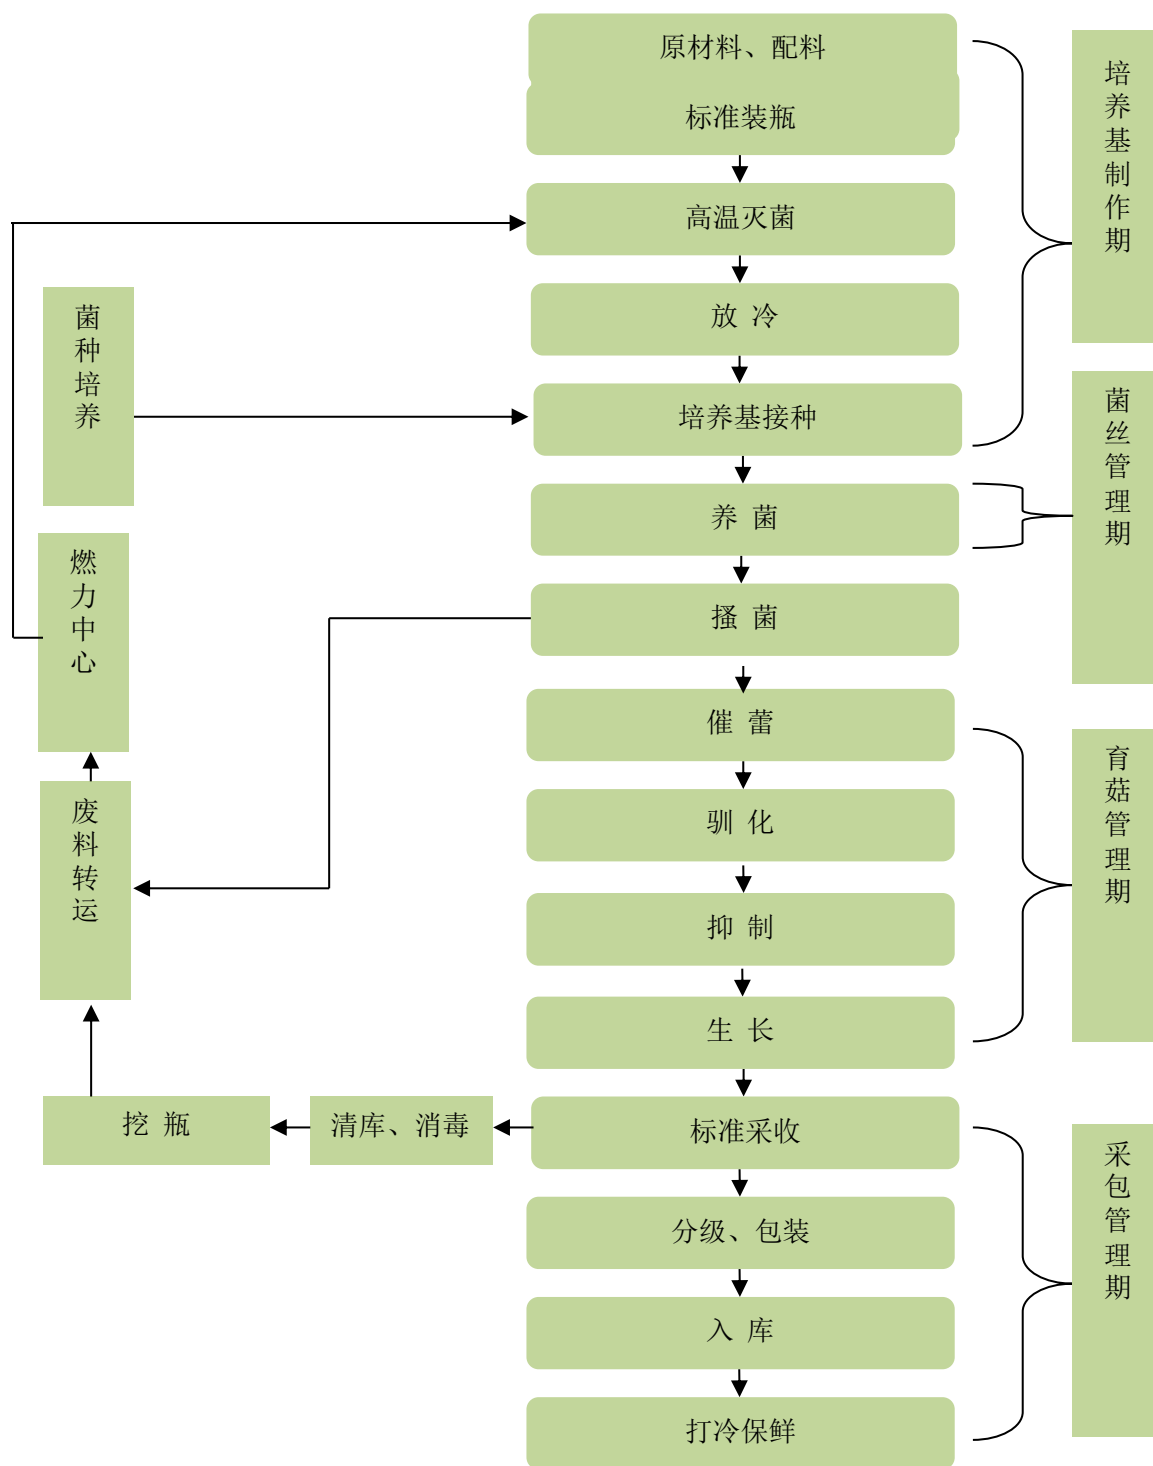 原材料、配料
标准装瓶
高温灭菌
放 冷
培养基接种
养 菌
搔 菌
催 蕾
驯 化
抑 制
生 长
标准采收
分级、包装
入 库
打冷保鲜
培养基制作期
菌丝管理期
育菇管理期
采包管理期
菌种培养
燃力中心
废料转运
挖 瓶
清库、消毒